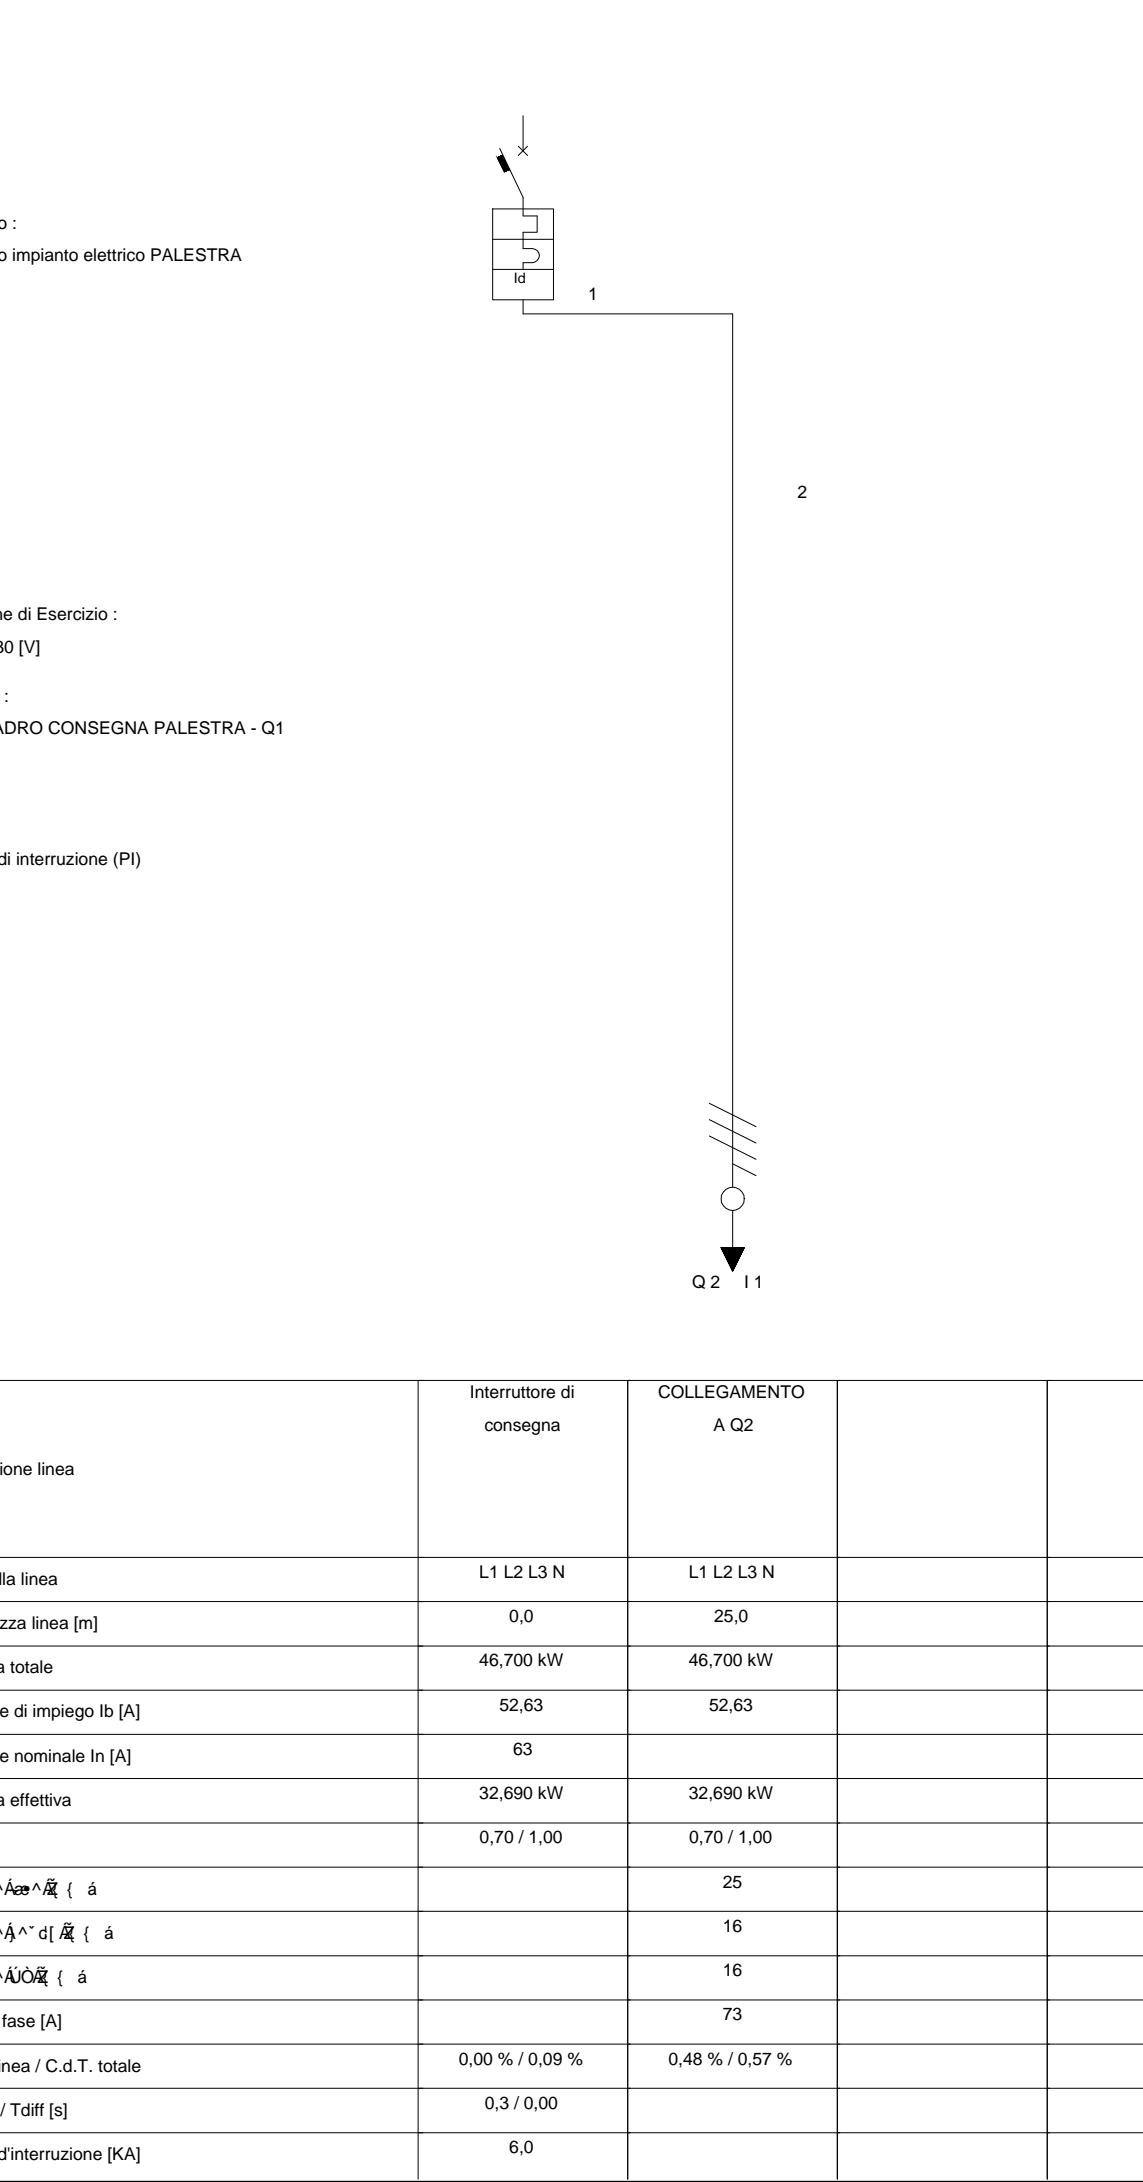 o :
o impianto elettrico PALESTRA
Id
1
2
ne di Esercizio :
30 [V]
:
ADRO CONSEGNA PALESTRA - Q1
di interruzione (PI)
Q 2 I 1
Interruttore di
consegna
COLLEGAMENTO
A Q2
ione linea
lla linea L1 L2 L3 N L1 L2 L3 N
zza linea [m] 0,0 25,0
a totale 46,700 kW 46,700 kW
e di impiego Ib [A] 52,63 52,63
e nominale In [A] 63
a effettiva 32,690 kW 32,690 kW
0,70 / 1,00 0,70 / 1,00
25
16
16
fase [A] 73
inea / C.d.T. totale 0,00 % / 0,09 % 0,48 % / 0,57 %
/ Tdiff [s] 0,3 / 0,00
d'interruzione [KA] 6,0